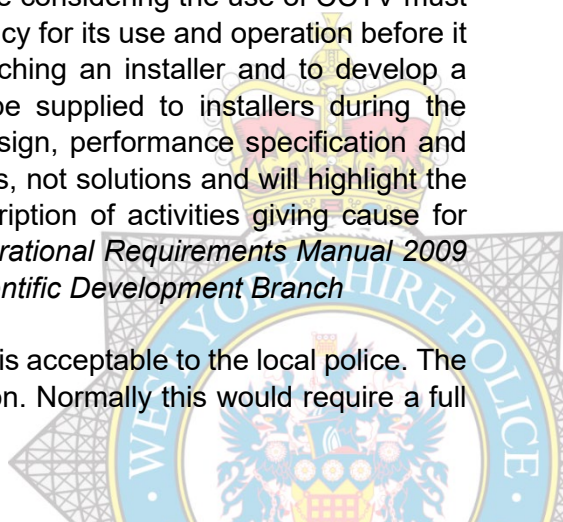 e considering the use of CCTV must
cy for its use and operation before it
ching an installer and to develop a
be supplied to installers during the
sign, performance specification and
s, not solutions and will highlight the
ription of activities giving cause for
rational Requirements Manual 2009
ntific Development Branch
is acceptable to the local police. The
on. Normally this would require a full
WEST YORKSHIRE POLICE